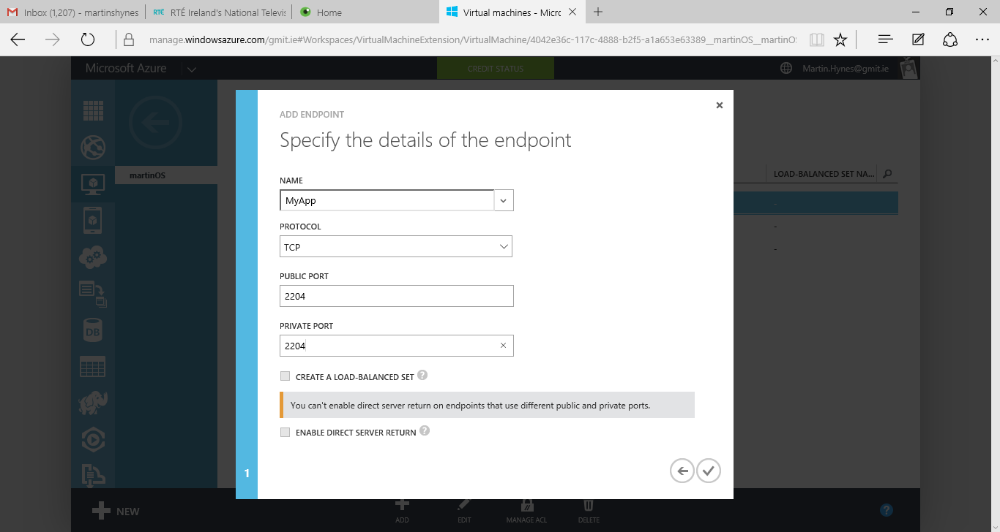 Inbox (1,207) - martinshynes
RTE RTÉ Ireland's National Televis
Home
Virtual machines - Micro
manage.windowsazure.com/gmit.ie#Workspaces/VirtualMachineExtension/VirtualMachine/4042e36c-117c-4888-b2f5-a1a653e63389__martinOS__martinO
Microsoft Azure
CREDIT STATUS
Martin.Hynes@gmit.ie
ADD ENDPOINT
Specify the details of the endpoint
martinOS
LOAD-BALANCED SET NA...
NAME
MyApp
-
PROTOCOL
-
TCP
-
PUBLIC PORT
2204
DB
PRIVATE PORT
2204
CREATE A LOAD-BALANCED SET ?
You can't enable direct server return on endpoints that use different public and private ports.
ENABLE DIRECT SERVER RETURN ?
1
NEW
ADD
EDIT
MANAGE ACL
DELETE
?